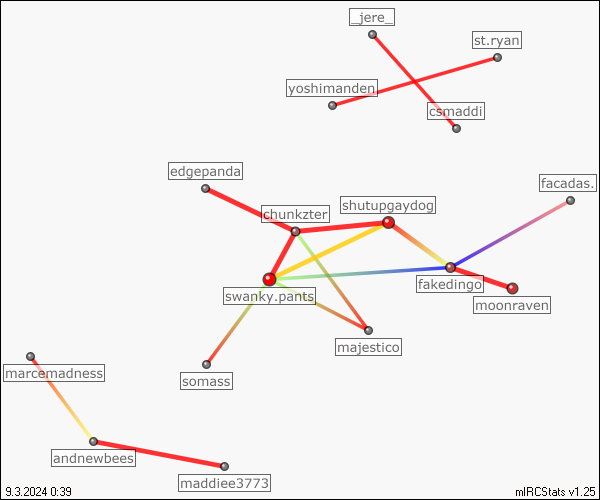 _jere_
st.ryan
yoshimanden
csmaddi
edgepanda
facadas.
chunkzter
shutupgaydog
swanky.pants
fakedingo
moonraven
majestico
marcemadness
somass
andnewbees
maddiee3773
9.3.2024 0:39
mIRCStats v1.25